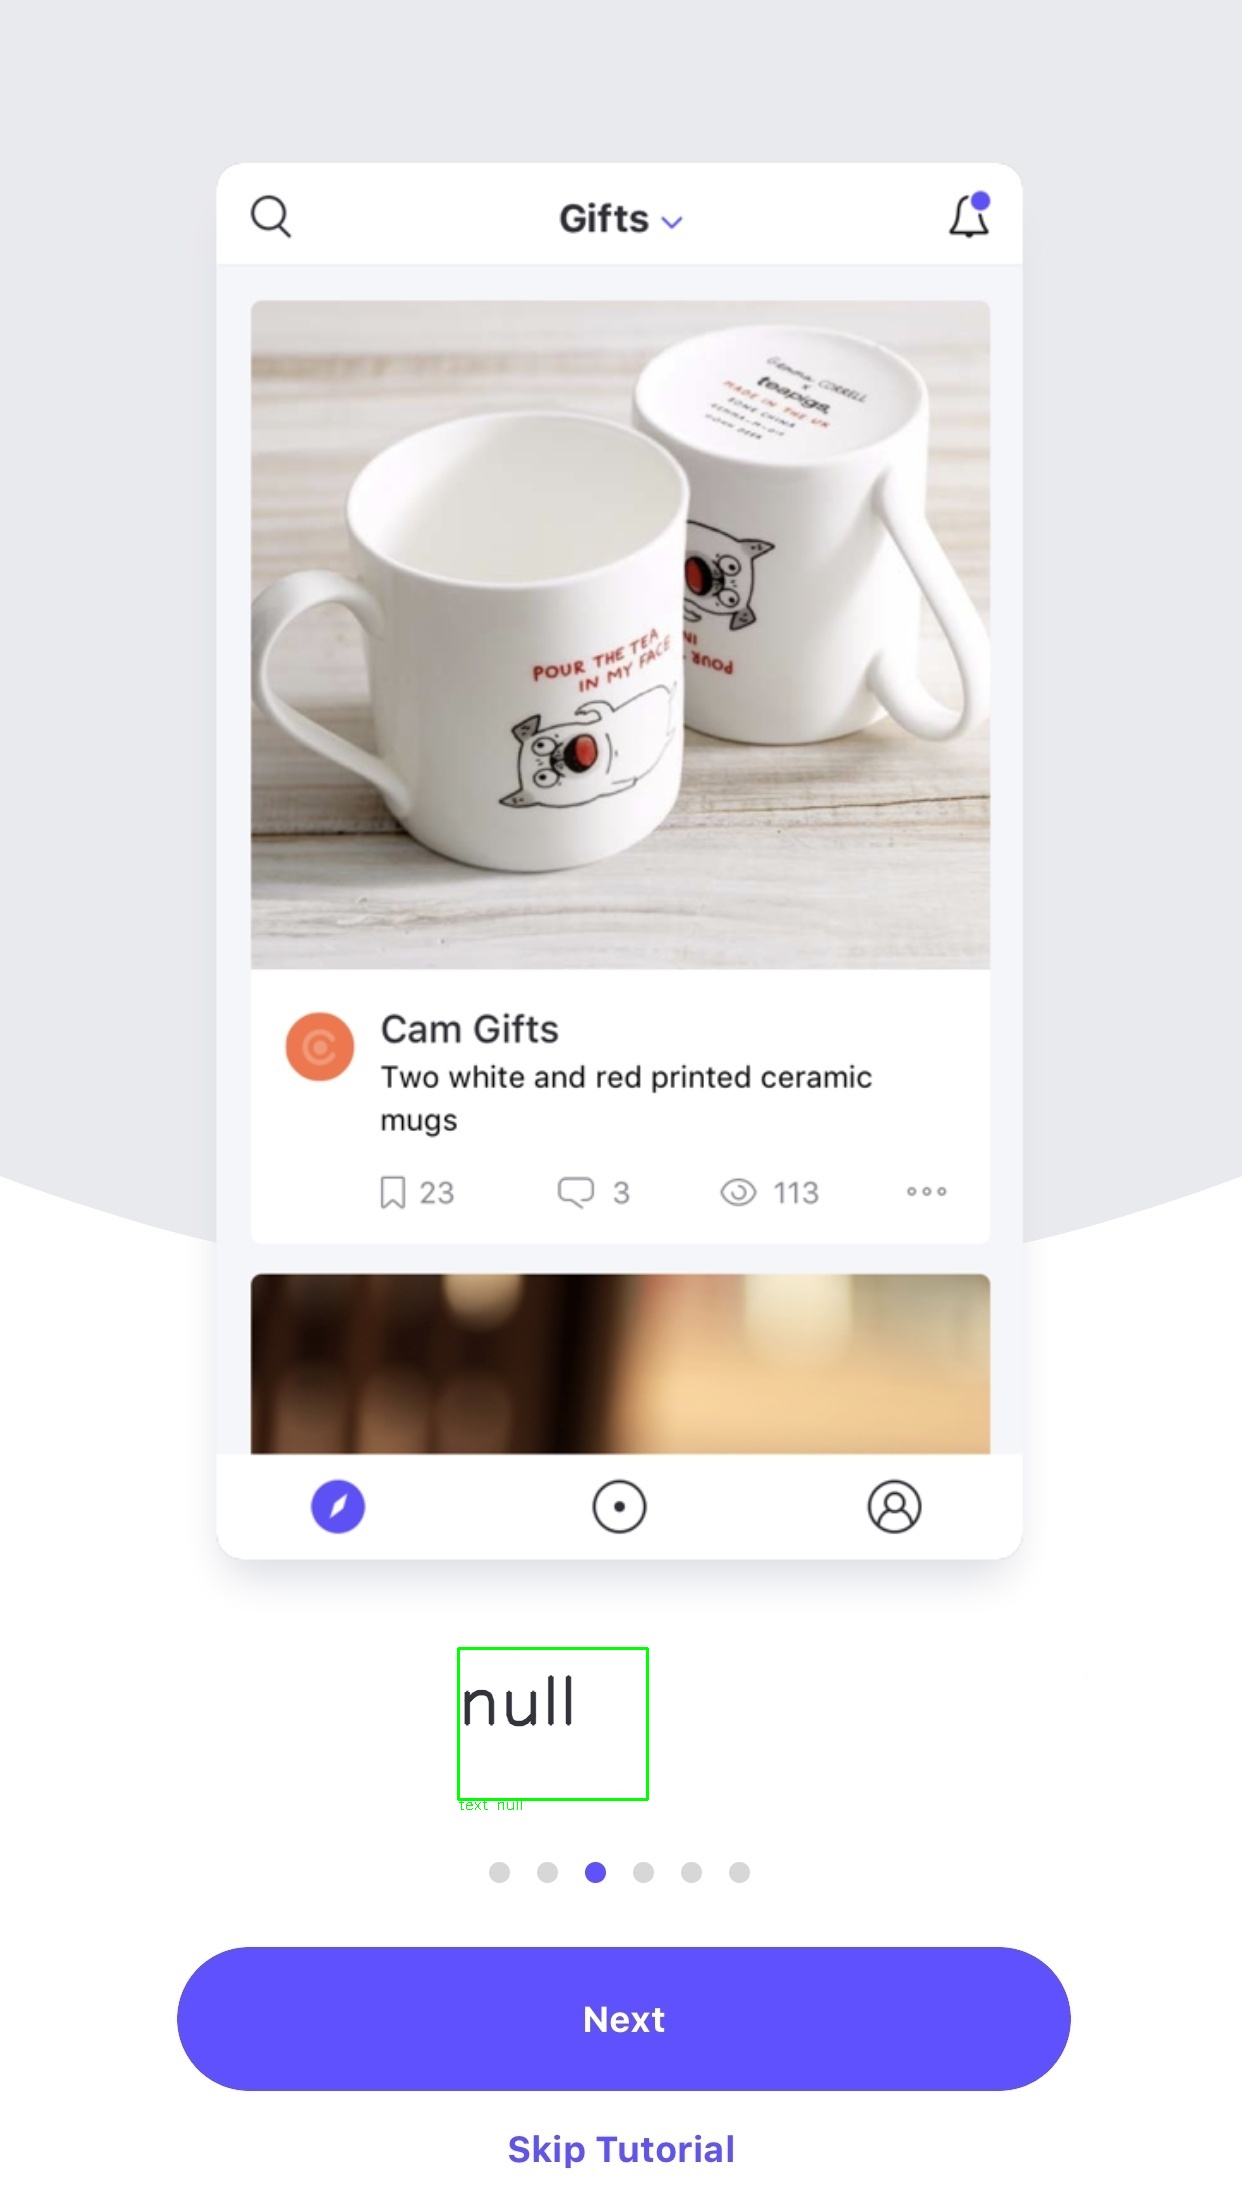 Gifts
Gemma CORRELL
x
teapigs.
MADE IN THE UK
BONE CHINA
POUR THE TEA
IN MY FACE
IN
POUR
Cam Gifts
Two white and red printed ceramic
mugs
23 3 113
null
text null
Next
Skip Tutorial